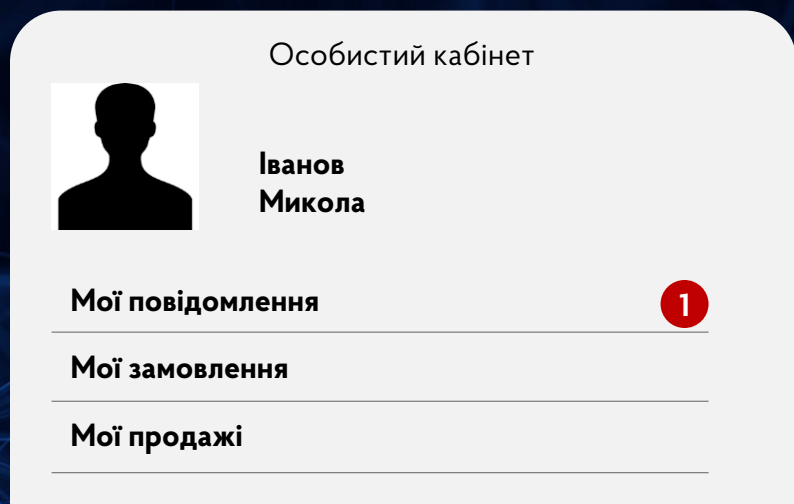 Особистий кабінет
Іванов
Микола
Мої повідомлення 1
Мої замовлення
Мої продажі